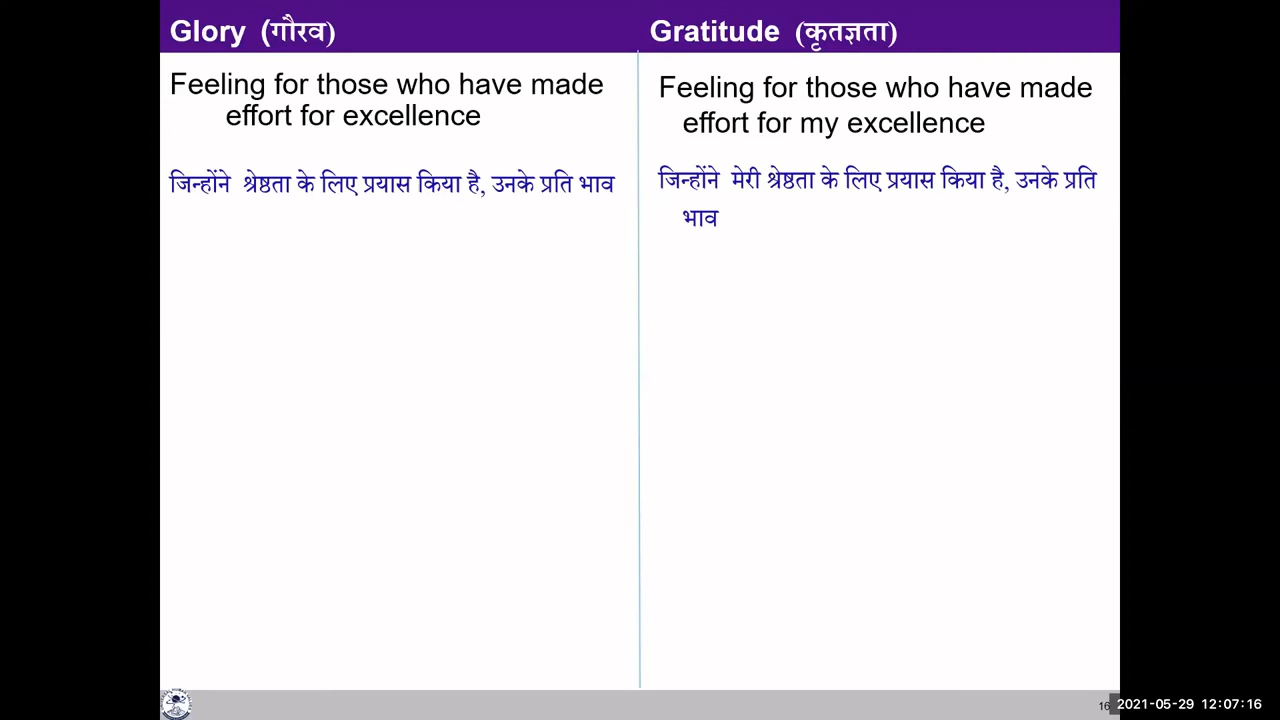 Glory (गौरव)
Feeling for those who have made
effort for excellence
जिन्होंने श्रेष्ठता के लिए प्रयास किया है, उनके प्रति भाव
Gratitude (कृतज्ञता)
Feeling for those who have made
effort for my excellence
जिन्होंने मेरी श्रेष्ठता के लिए प्रयास किया है, उनके प्रति
भाव
16
2021-05-29 12:07:16